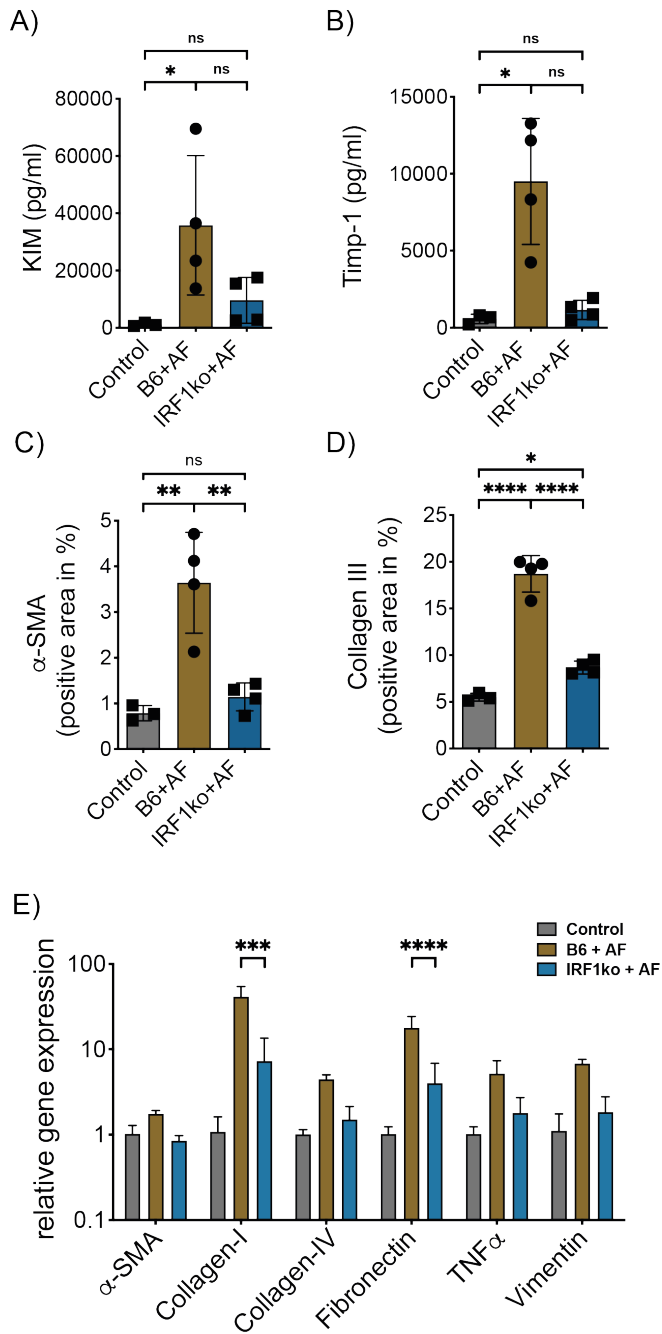 A)
ns
* ns
KIM (pg/ml)
80000
60000
40000
20000
0
Control
B6+AF
IRF1ko+AF
B)
ns
* ns
Timp-1 (pg/ml)
15000
10000
5000
0
Control
B6+AF
IRF1ko+AF
C)
ns
** **
α-SMA
(positive area in %)
5
4
3
2
1
0
Control
B6+AF
IRF1ko+AF
D)
*
**** ****
Collagen III
(positive area in %)
25
20
15
10
5
0
Control
B6+AF
IRF1ko+AF
E)
Control
B6 + AF
IRF1ko + AF
*** ****
relative gene expression
100
10
1
0.1
α-SMA
Collagen-I
Collagen-IV
Fibronectin
TNFα
Vimentin